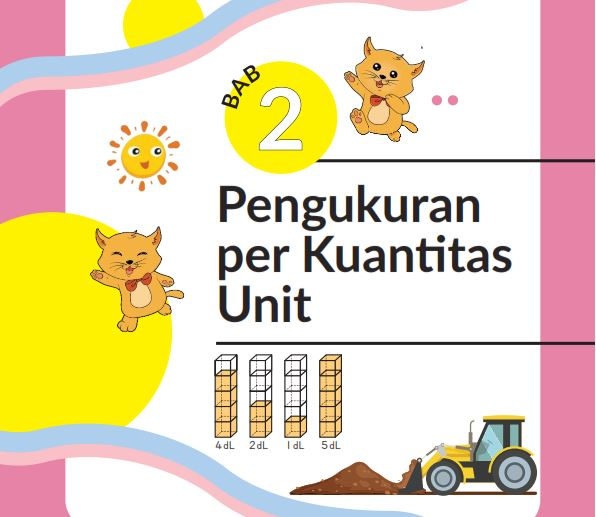 BAB
2
Pengukuran
per Kuantitas
Unit
4 dL 2 dL 1 dL 5 dL